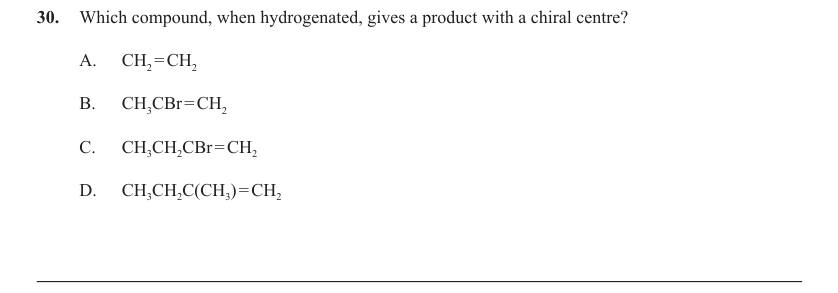 30. Which compound, when hydrogenated, gives a product with a chiral centre?
A. CH₂=CH₂
B. CH₃CBr=CH₂
C. CH₃CH₂CBr=CH₂
D. CH₃CH₂C(CH₃)=CH₂